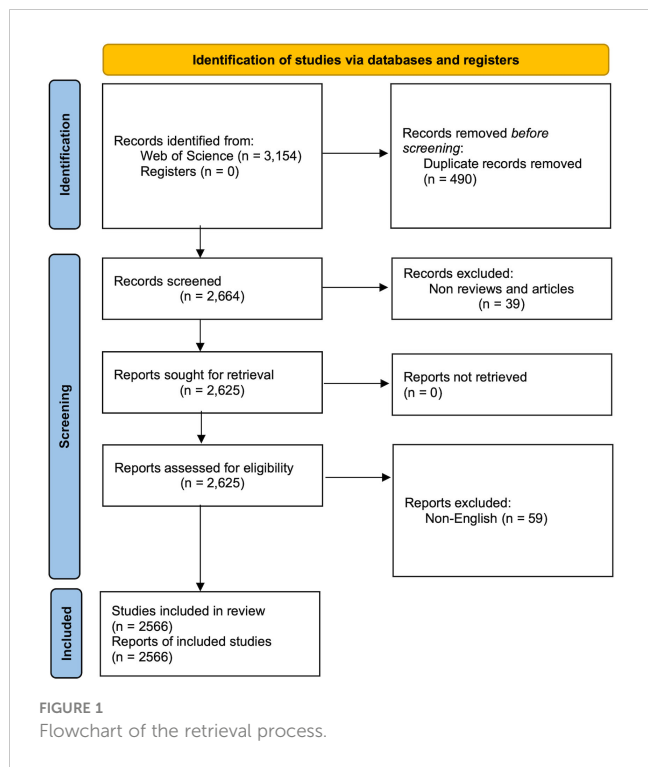 Identification of studies via databases and registers
Identification
Records identified from:
Web of Science (n = 3,154)
Registers (n = 0)
Records removed before
screening:
Duplicate records removed
(n = 490)
Screening
Records screened
(n = 2,664)
Records excluded:
Non reviews and articles
(n = 39)
Reports sought for retrieval
(n = 2,625)
Reports not retrieved
(n = 0)
Reports assessed for eligibility
(n = 2,625)
Reports excluded:
Non-English (n = 59)
Included
Studies included in review
(n = 2566)
Reports of included studies
(n = 2566)
FIGURE 1
Flowchart of the retrieval process.